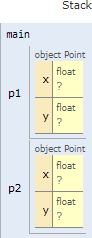 Stack
main
object Point
p1
x
float
?
y
float
?
object Point
p2
x
float
?
y
float
?